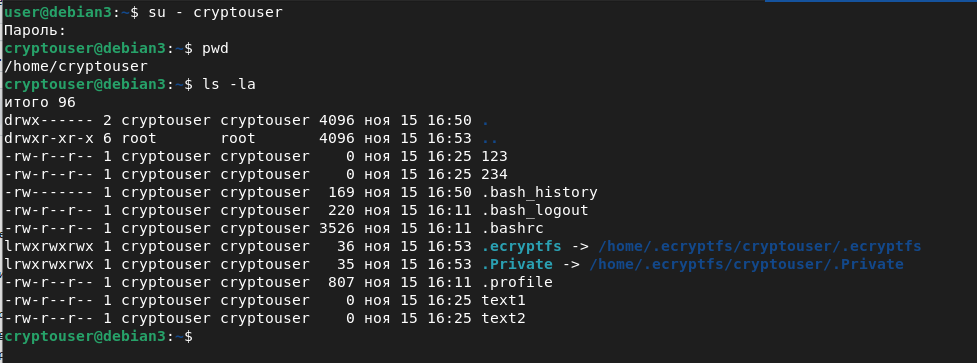 user@debian3:~$ su - cryptouser
Пароль:
cryptouser@debian3:~$ pwd
/home/cryptouser
cryptouser@debian3:~$ ls -la
итого 96
drwx------ 2 cryptouser cryptouser 4096 ноя 15 16:50 .
drwxr-xr-x 6 root       root       4096 ноя 15 16:53 ..
-rw-r--r-- 1 cryptouser cryptouser    0 ноя 15 16:25 123
-rw-r--r-- 1 cryptouser cryptouser    0 ноя 15 16:25 234
-rw------- 1 cryptouser cryptouser  169 ноя 15 16:50 .bash_history
-rw-r--r-- 1 cryptouser cryptouser  220 ноя 15 16:11 .bash_logout
-rw-r--r-- 1 cryptouser cryptouser 3526 ноя 15 16:11 .bashrc
lrwxrwxrwx 1 cryptouser cryptouser   36 ноя 15 16:53 .ecryptfs -> /home/.ecryptfs/cryptouser/.ecryptfs
lrwxrwxrwx 1 cryptouser cryptouser   35 ноя 15 16:53 .Private -> /home/.ecryptfs/cryptouser/.Private
-rw-r--r-- 1 cryptouser cryptouser  807 ноя 15 16:11 .profile
-rw-r--r-- 1 cryptouser cryptouser    0 ноя 15 16:25 text1
-rw-r--r-- 1 cryptouser cryptouser    0 ноя 15 16:25 text2
cryptouser@debian3:~$